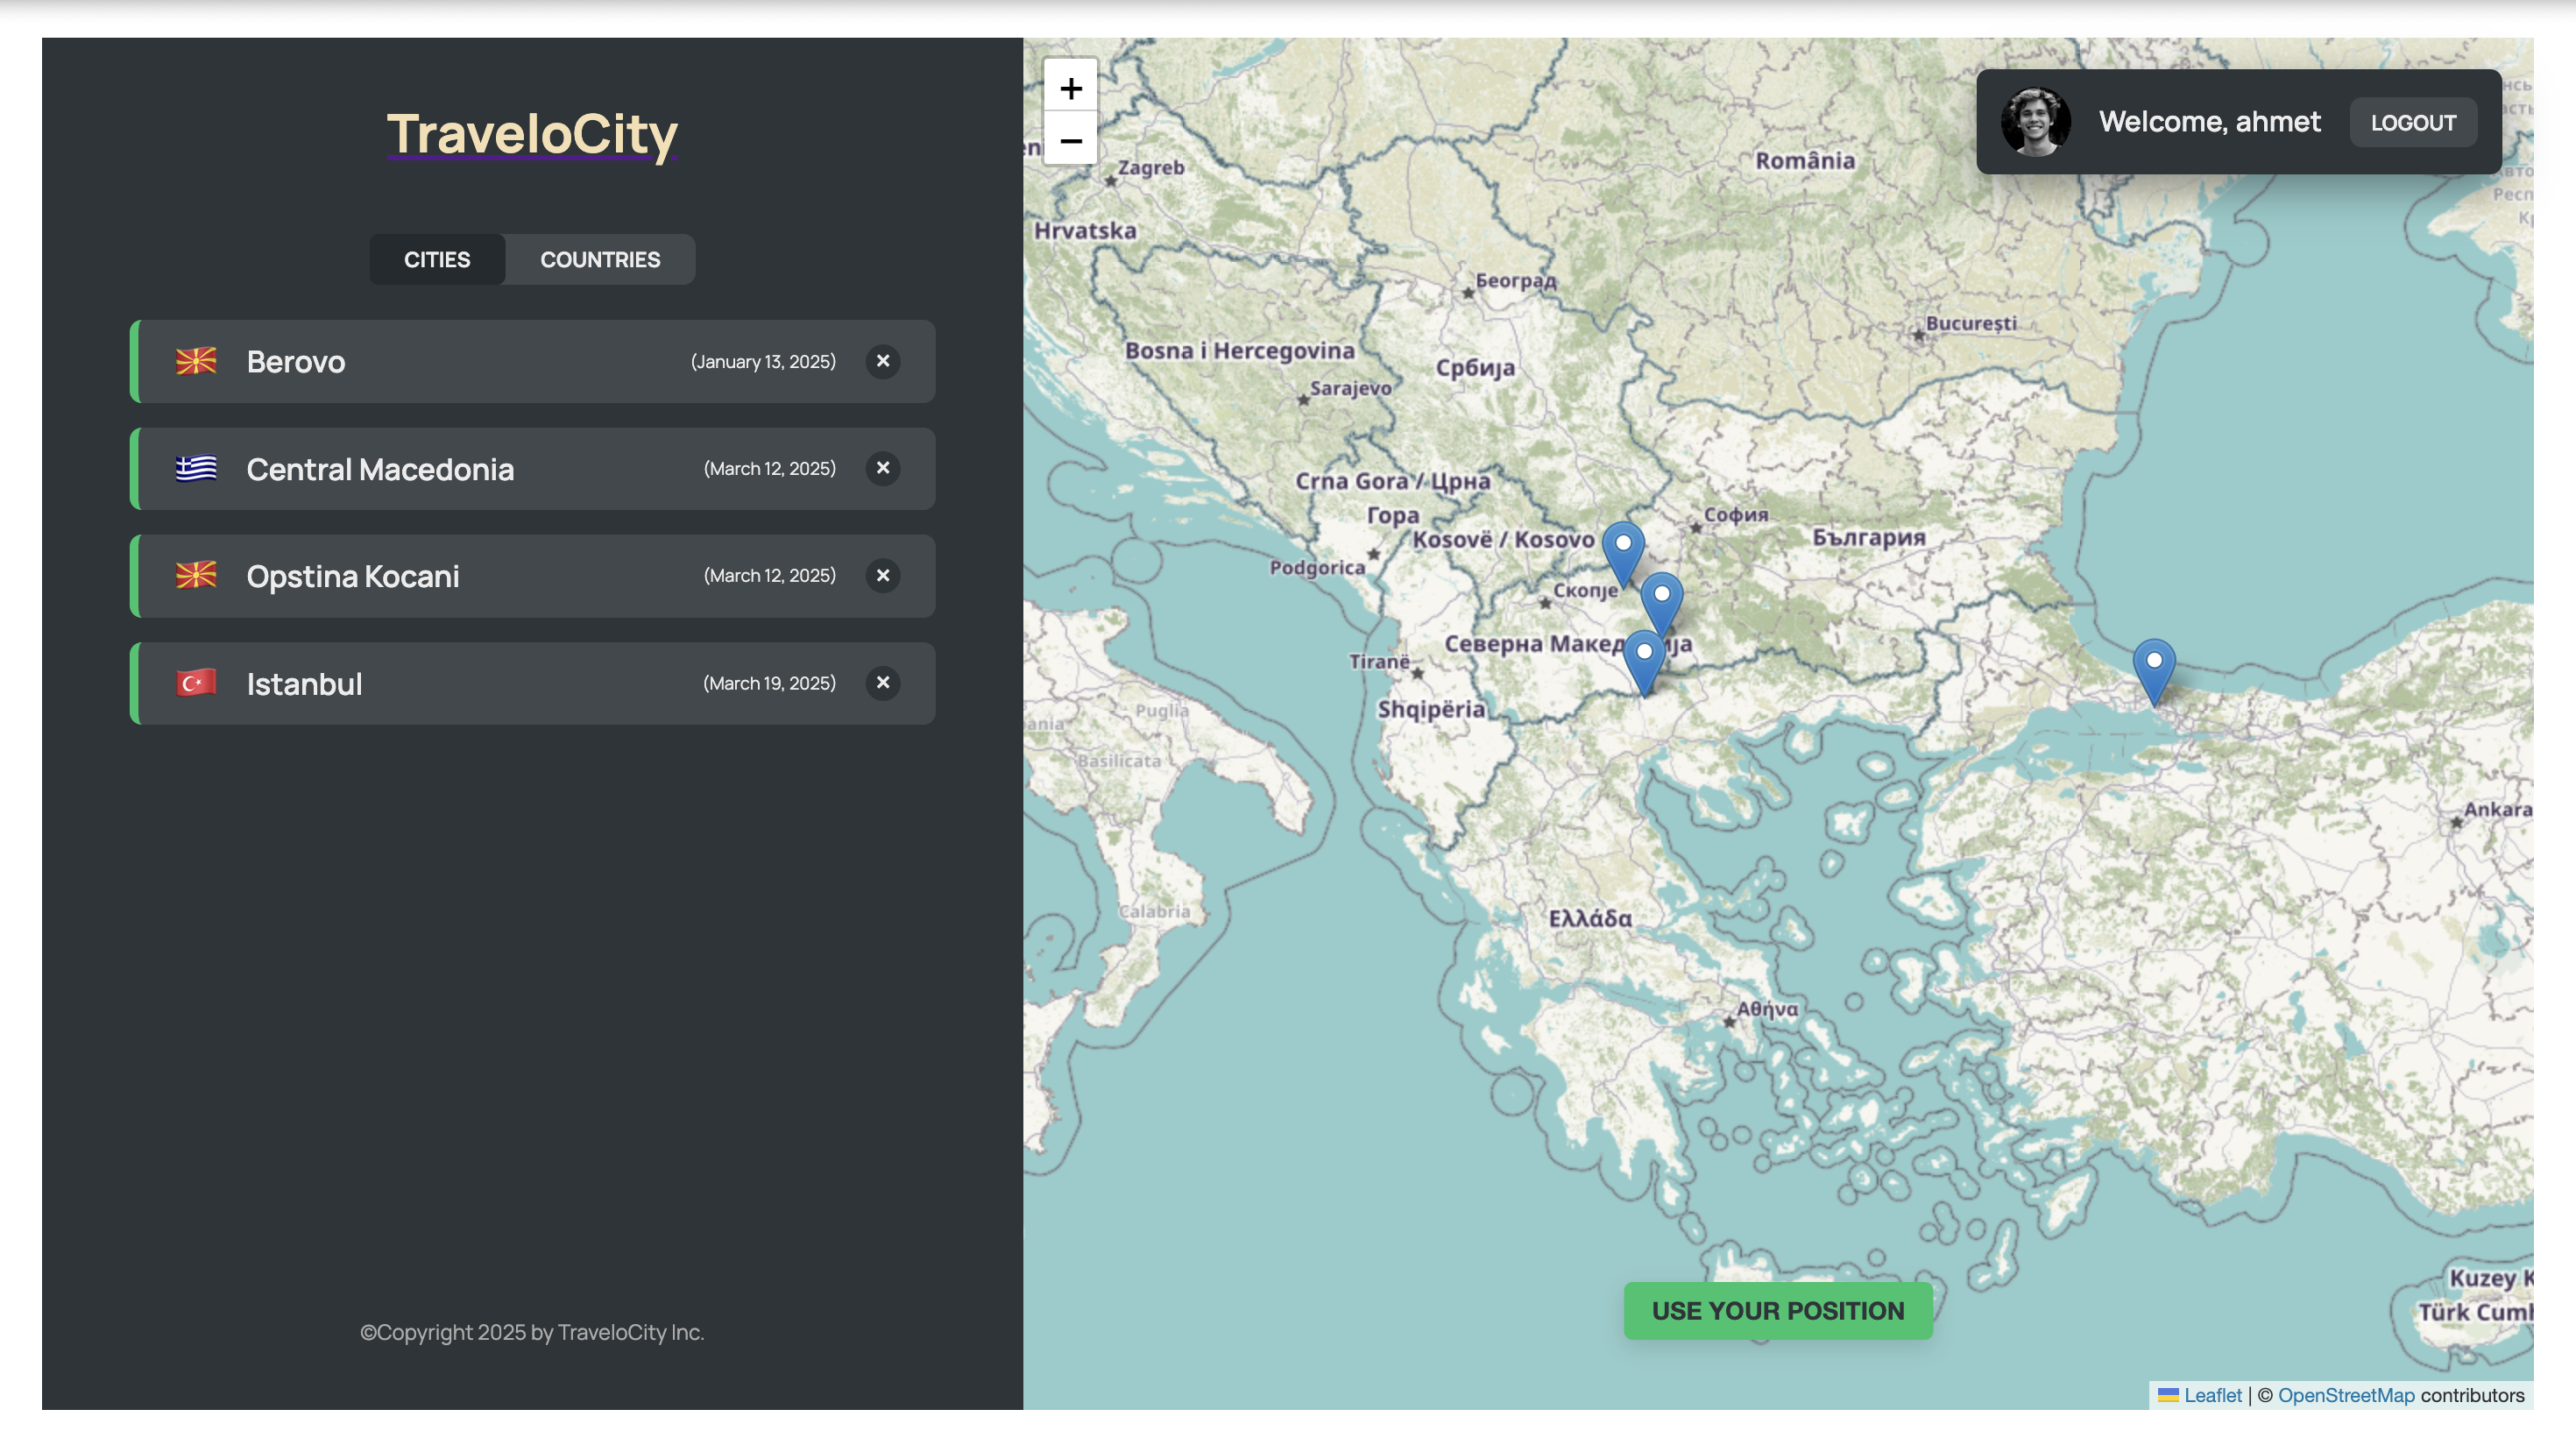 TraveloCity
CITIES
COUNTRIES
Berovo
(January 13, 2025)
×
Central Macedonia
(March 12, 2025)
×
Opstina Kocani
(March 12, 2025)
×
Istanbul
(March 19, 2025)
×
©Copyright 2025 by TraveloCity Inc.
+
−
Welcome, ahmet
LOGOUT
Zagreb
România
Hrvatska
Београд
București
Bosna i Hercegovina
Србија
Sarajevo
Crna Gora / Црна
Гора
София
Kosovë / Kosovo
България
Podgorica
Скопје
Северна Макед
ија
Tiranë
Shqipëria
Puglia
Basilicata
Ankara
Calabria
Ελλάδα
Αθήνα
Kuzey K
Türk Cumh
USE YOUR POSITION
Leaflet | © OpenStreetMap contributors